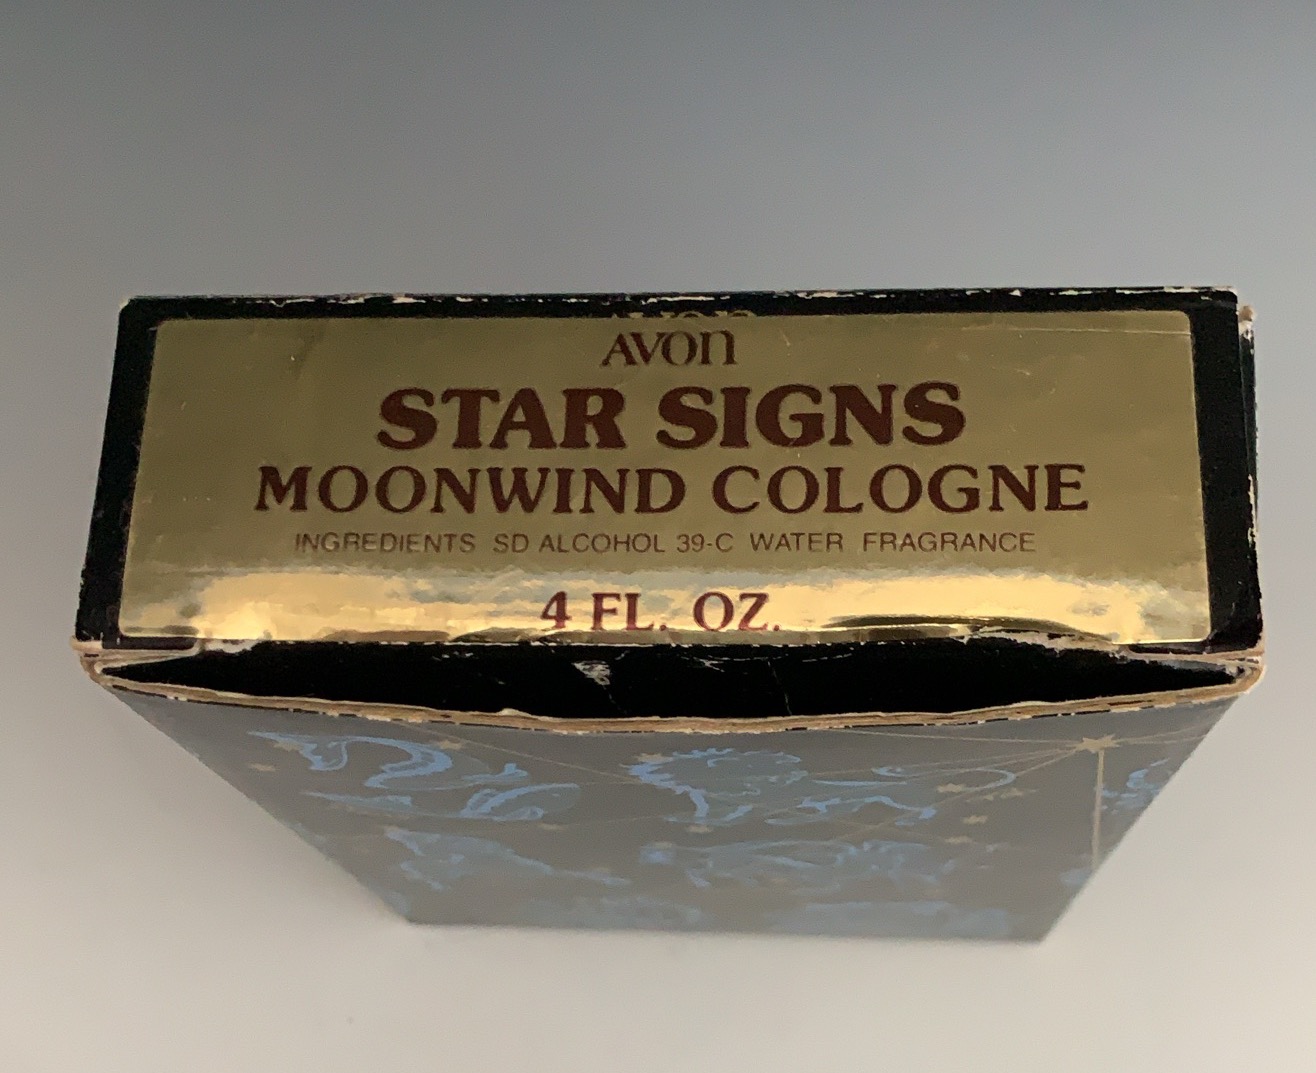 AVON
STAR SIGNS
MOONWIND COLOGNE
INGREDIENTS SD ALCOHOL 39-C WATER FRAGRANCE
4 FL. OZ.